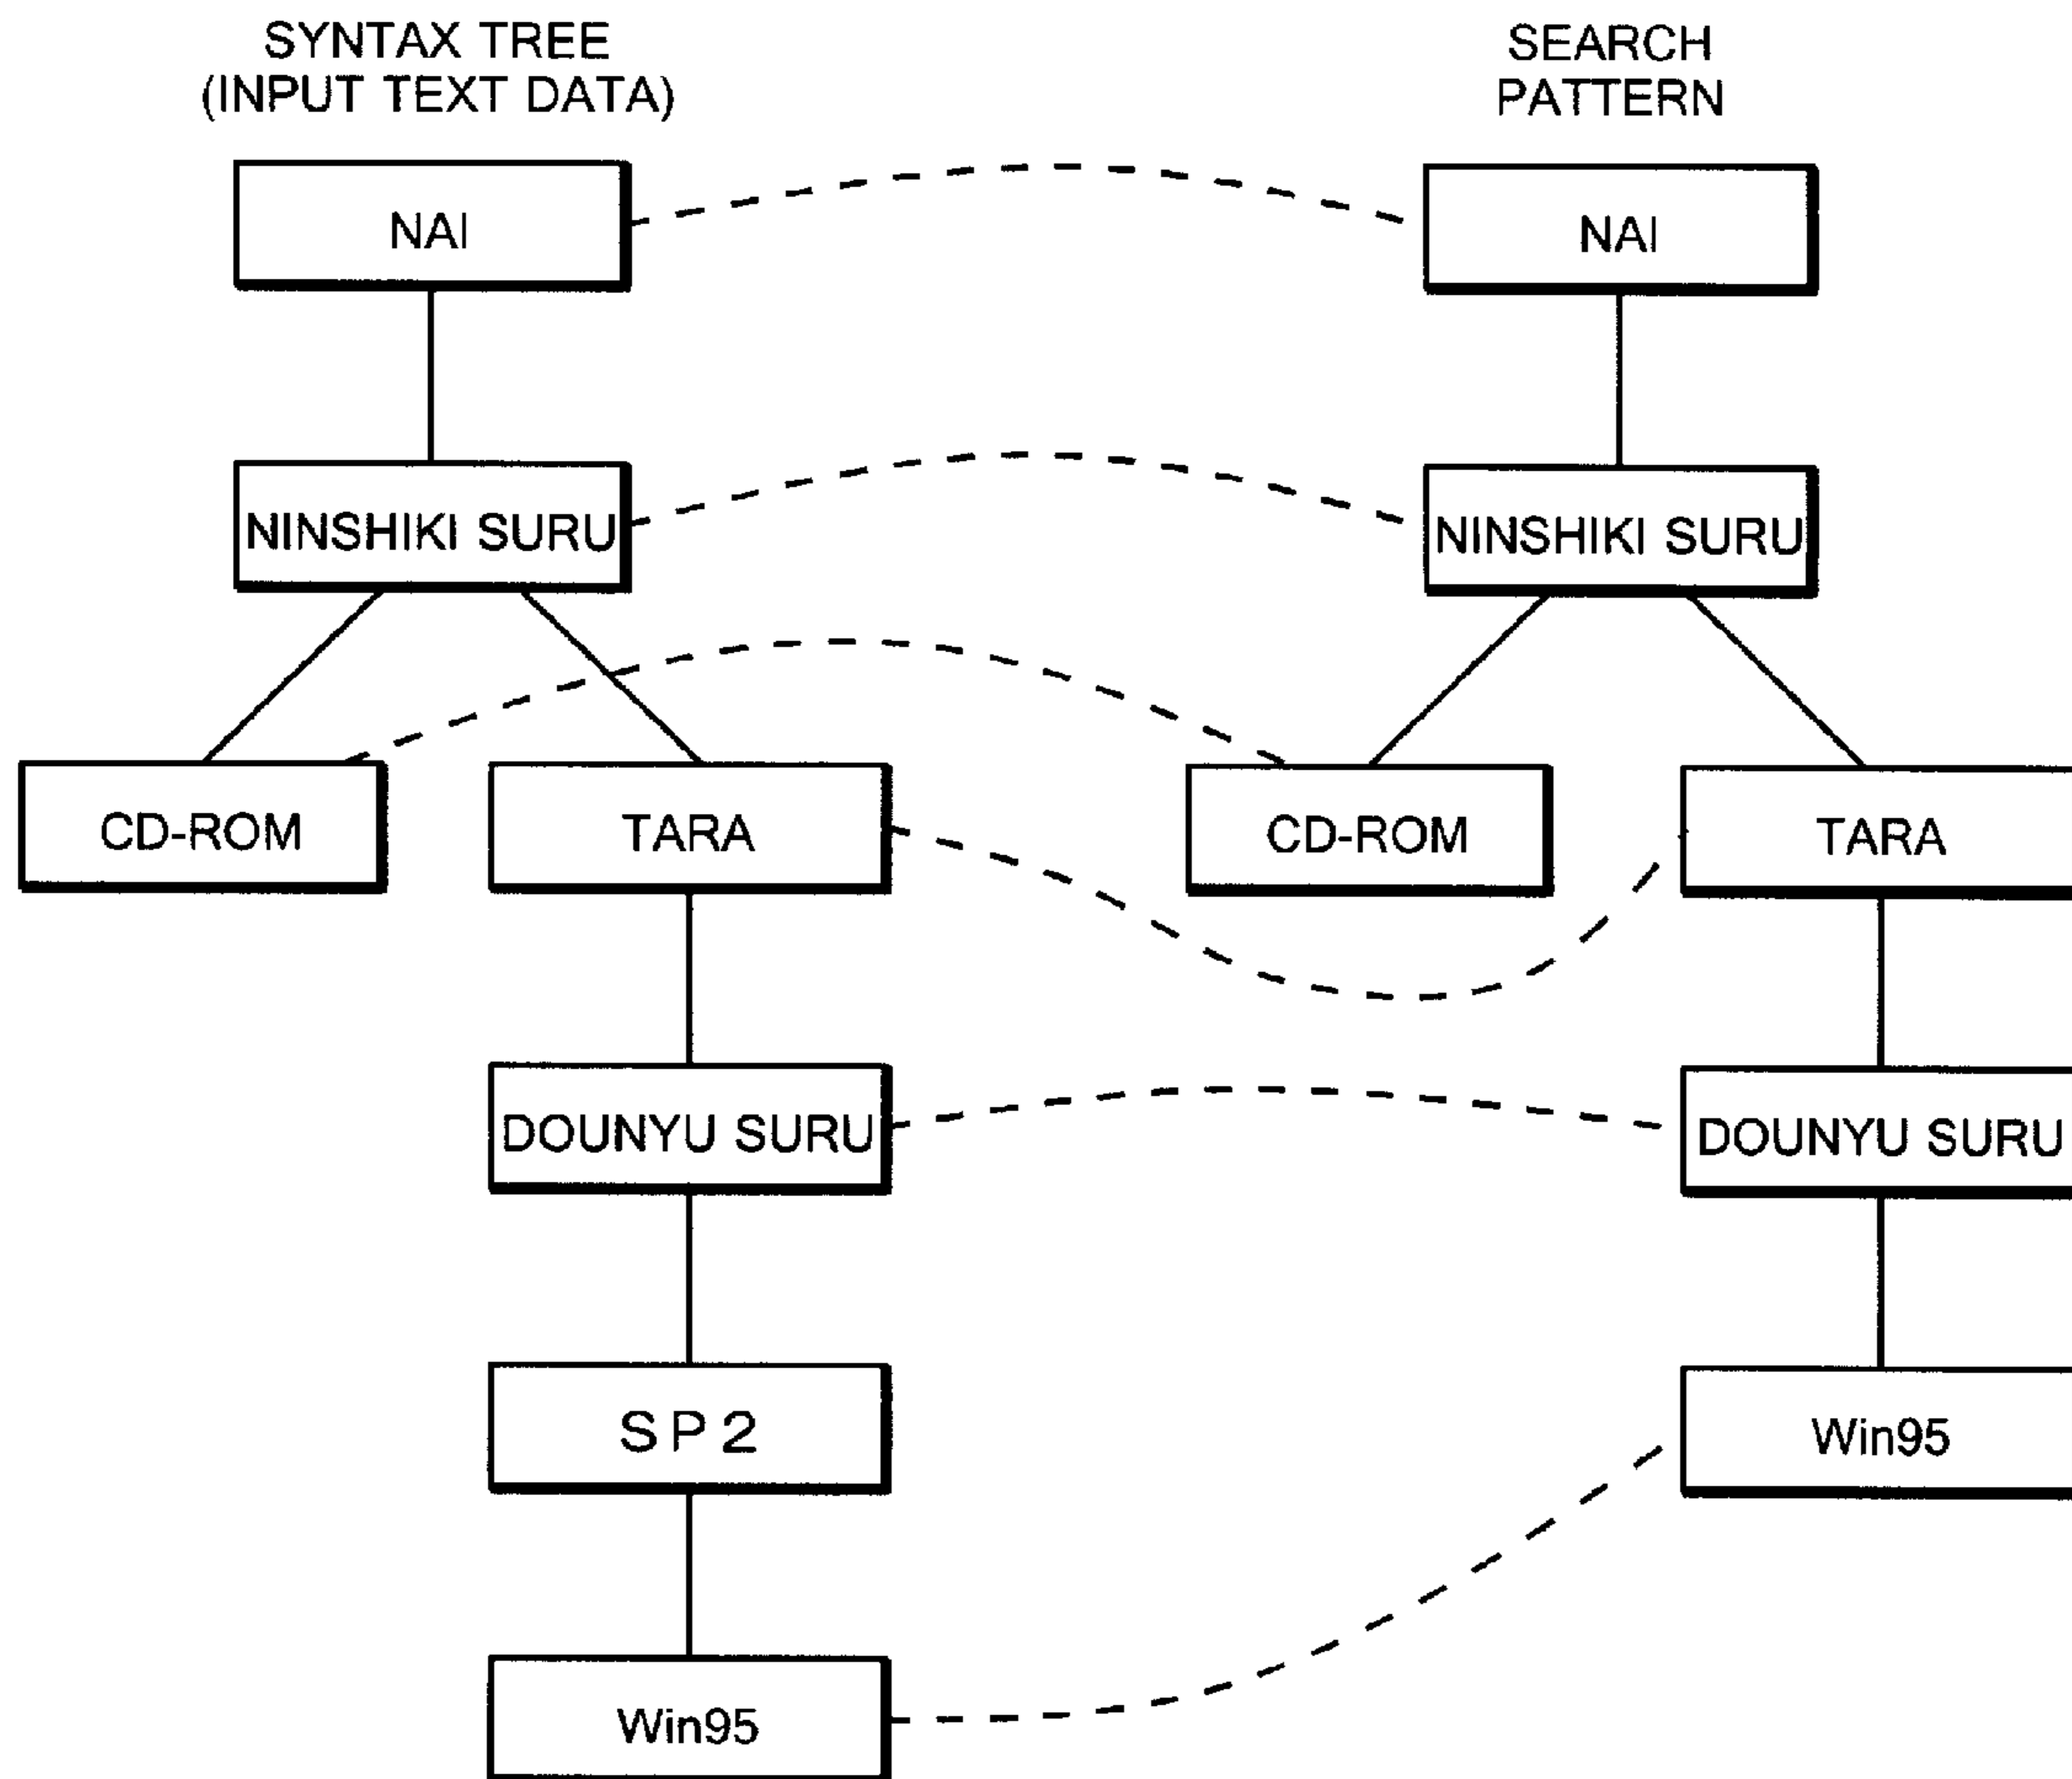 SYNTAX TREE
(INPUT TEXT DATA)
SEARCH
PATTERN
NAI
NAI
NINSHIKI SURU
NINSHIKI SURU
CD-ROM
TARA
CD-ROM
TARA
DOUNYU SURU
DOUNYU SURU
SP2
Win95
Win95